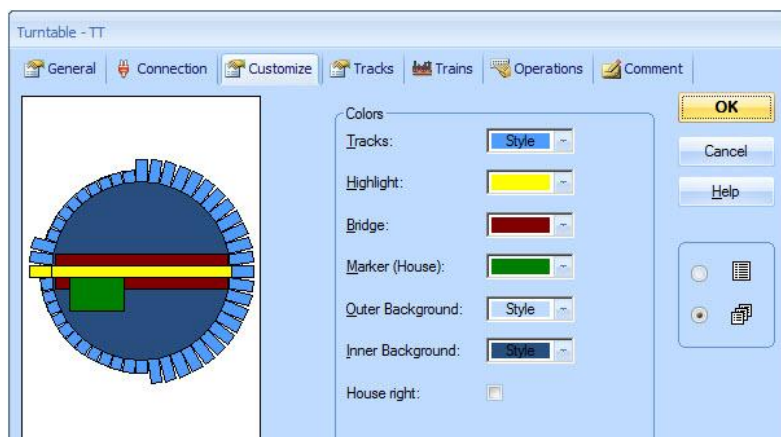 Turntable - TT
General Connection Customize Tracks Trains Operations Comment
Colors
Tracks: Style
Highlight:
Bridge:
Marker (House):
Outer Background: Style
Inner Background: Style
House right:
OK
Cancel
Help